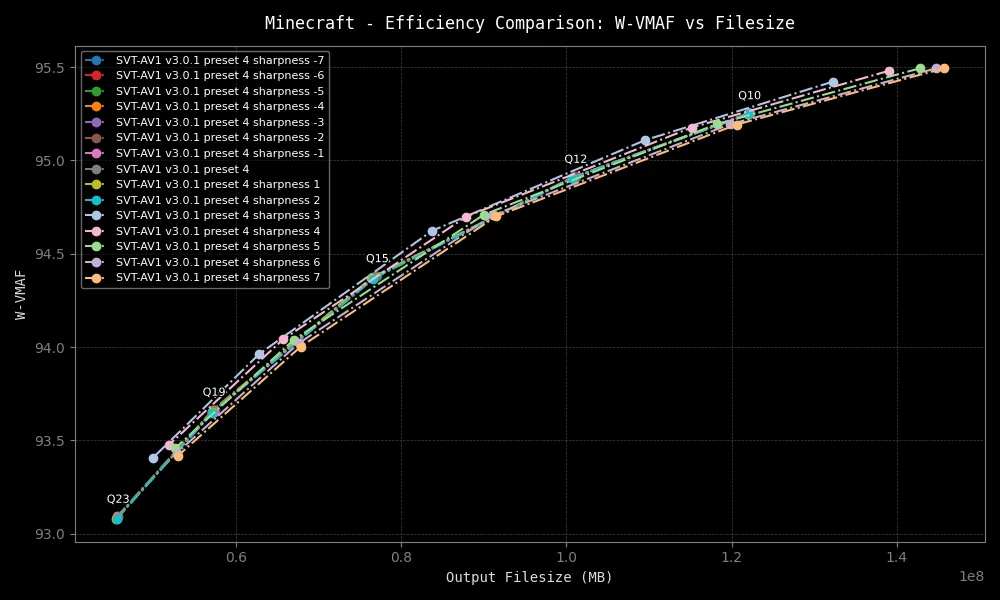 Minecraft - Efficiency Comparison: W-VMAF vs Filesize
SVT-AV1 v3.0.1 preset 4 sharpness -7
SVT-AV1 v3.0.1 preset 4 sharpness -6
SVT-AV1 v3.0.1 preset 4 sharpness -5
SVT-AV1 v3.0.1 preset 4 sharpness -4
SVT-AV1 v3.0.1 preset 4 sharpness -3
SVT-AV1 v3.0.1 preset 4 sharpness -2
SVT-AV1 v3.0.1 preset 4 sharpness -1
SVT-AV1 v3.0.1 preset 4
SVT-AV1 v3.0.1 preset 4 sharpness 1
SVT-AV1 v3.0.1 preset 4 sharpness 2
SVT-AV1 v3.0.1 preset 4 sharpness 3
SVT-AV1 v3.0.1 preset 4 sharpness 4
SVT-AV1 v3.0.1 preset 4 sharpness 5
SVT-AV1 v3.0.1 preset 4 sharpness 6
SVT-AV1 v3.0.1 preset 4 sharpness 7
95.5
95.0
94.5
94.0
93.5
93.0
W-VMAF
Q10
Q12
Q15
Q19
Q23
0.6
0.8
1.0
1.2
1.4
1e8
Output Filesize (MB)